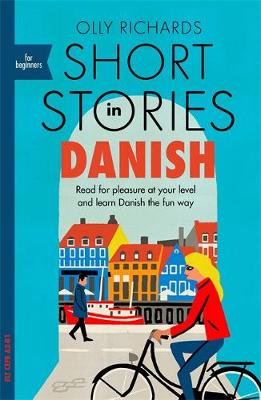 OLLY RICHARDS
for
beginners
SHORT
in
STORIES
DANISH
Read for pleasure at your level
and learn Danish the fun way